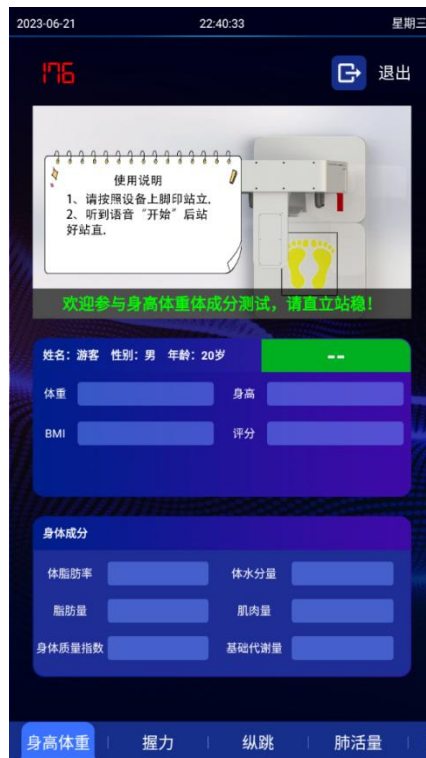 2023-06-21 22:40:33 星期三
176 退出
使用说明
1、请按照设备上脚印站立.
2、听到语音“开始”后站
好站直.
欢迎参与身高体重体成分测试，请直立站稳！
姓名：游客 性别：男 年龄：20岁 --
体重 身高
BMI 评分
身体成分
体脂肪率 体水分量
脂肪量 肌肉量
身体质量指数 基础代谢量
身高体重 握力 纵跳 肺活量